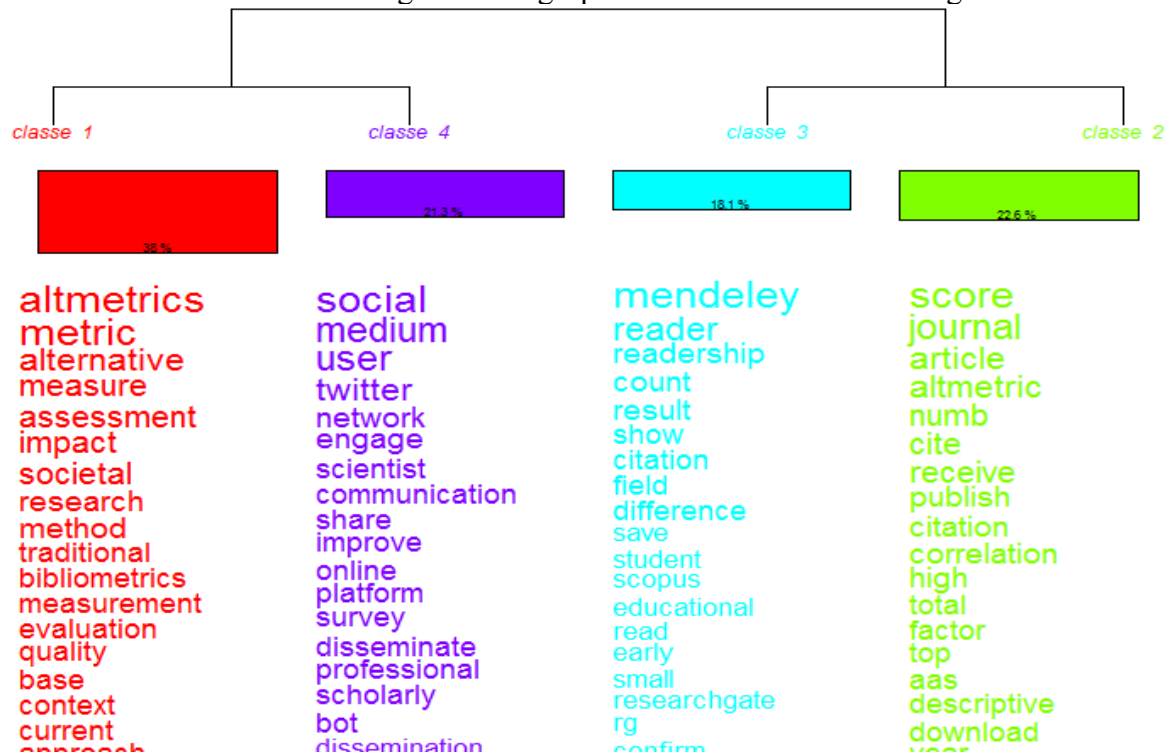 classe 1
classe 4
classe 3
classe 2
38 %
21.3 %
18.1 %
22.6 %
altmetrics
metric
alternative
measure
assessment
impact
societal
research
method
traditional
bibliometrics
measurement
evaluation
quality
base
context
current
approach
social
medium
user
twitter
network
engage
scientist
communication
share
improve
online
platform
survey
disseminate
professional
scholarly
bot
dissemination
mendeley
reader
readership
count
result
show
citation
field
difference
save
student
scopus
educational
read
early
small
researchgate
rg
confirm
score
journal
article
altmetric
numb
cite
receive
publish
citation
correlation
high
total
factor
top
aas
descriptive
download
year